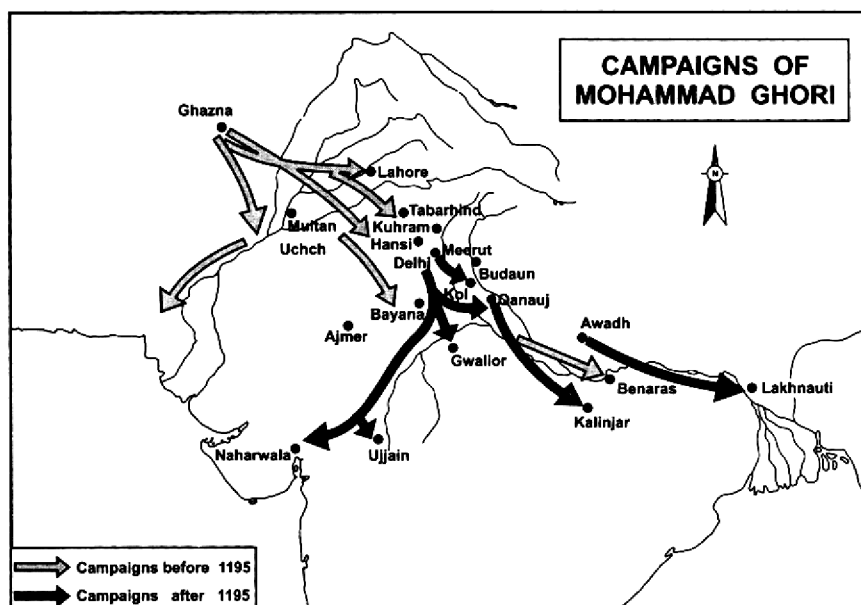 CAMPAIGNS OF
MOHAMMAD GHORI
Ghazna
N
Lahore
Multan
Tabarhind
Uchch
Kuhram
Hansi
Meerut
Delhi
Budaun
Kol
Qanauj
Bayana
Ajmer
Gwalior
Awadh
Benaras
Lakhnauti
Kalinjar
Naharwala
Ujjain
Campaigns before 1195
Campaigns after 1195